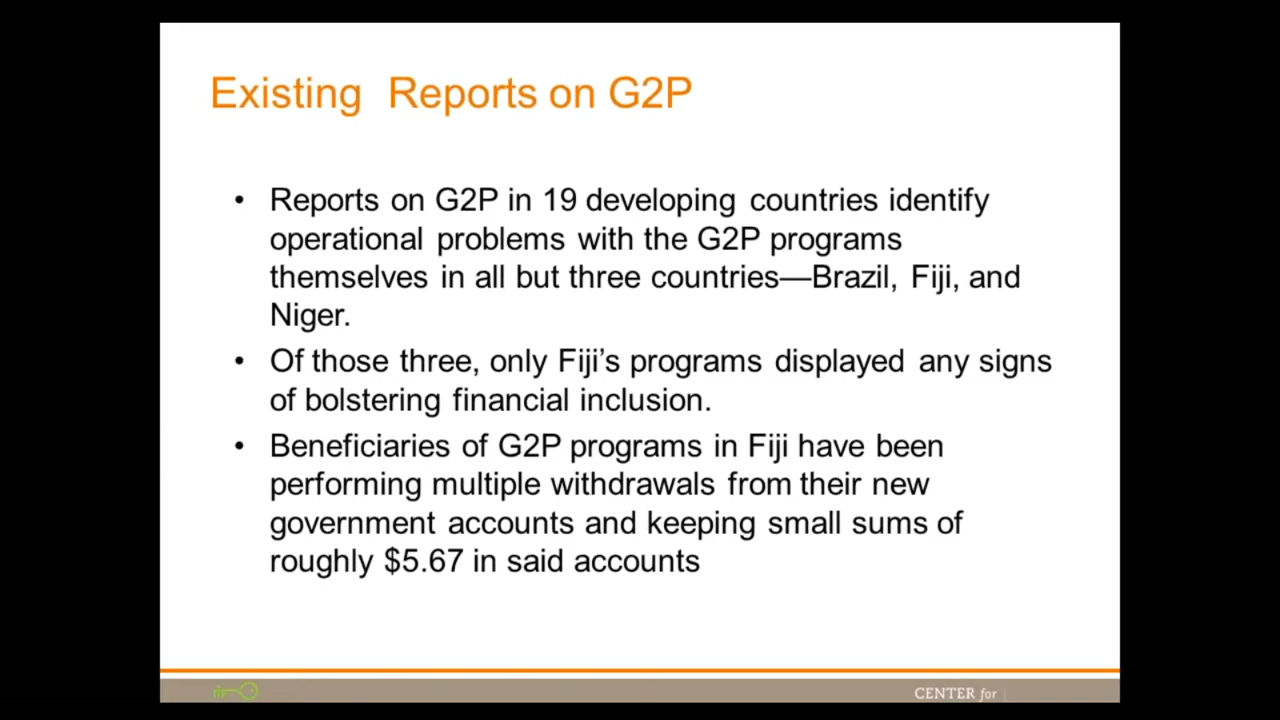 Existing Reports on G2P
• Reports on G2P in 19 developing countries identify
operational problems with the G2P programs
themselves in all but three countries—Brazil, Fiji, and
Niger.
• Of those three, only Fiji’s programs displayed any signs
of bolstering financial inclusion.
• Beneficiaries of G2P programs in Fiji have been
performing multiple withdrawals from their new
government accounts and keeping small sums of
roughly $5.67 in said accounts
CENTER for